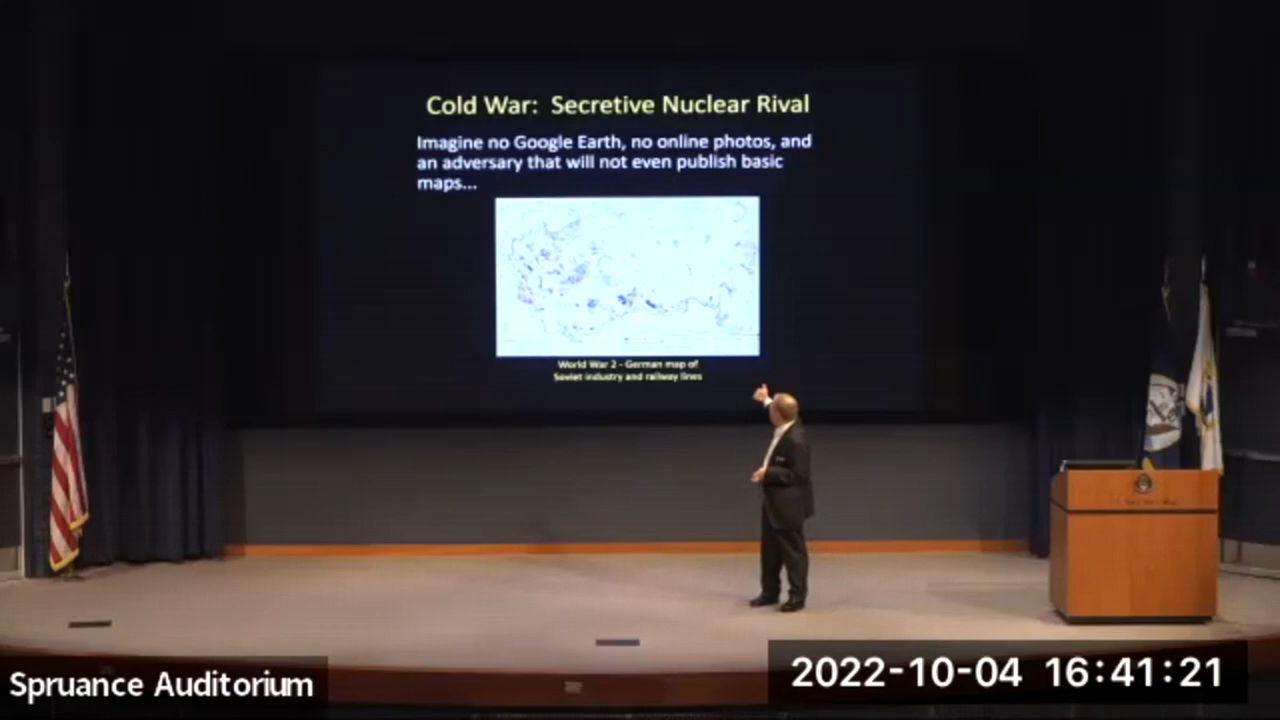 Cold War: Secretive Nuclear Rival
Imagine no Google Earth, no online photos, and
an adversary that will not even publish basic
maps...
World War 2 - German map of
Soviet industry and railway lines
Spruance Auditorium
2022-10-04 16:41:21